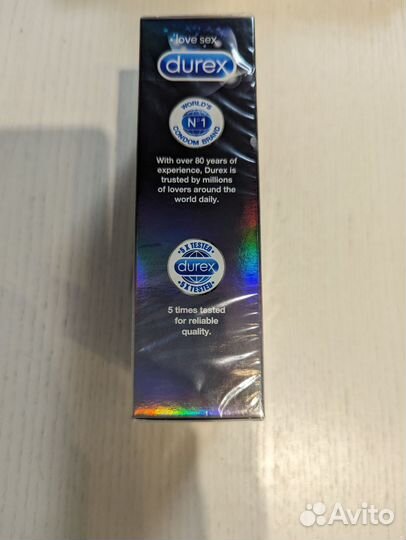 love sex
durex
WORLD'S
Nº1
CONDOM BRAND
With over 80 years of
experience, Durex is
trusted by millions
of lovers around the
world daily.
5 X TESTED
durex
5 X TESTED
5 times tested
for reliable
quality.
Avito